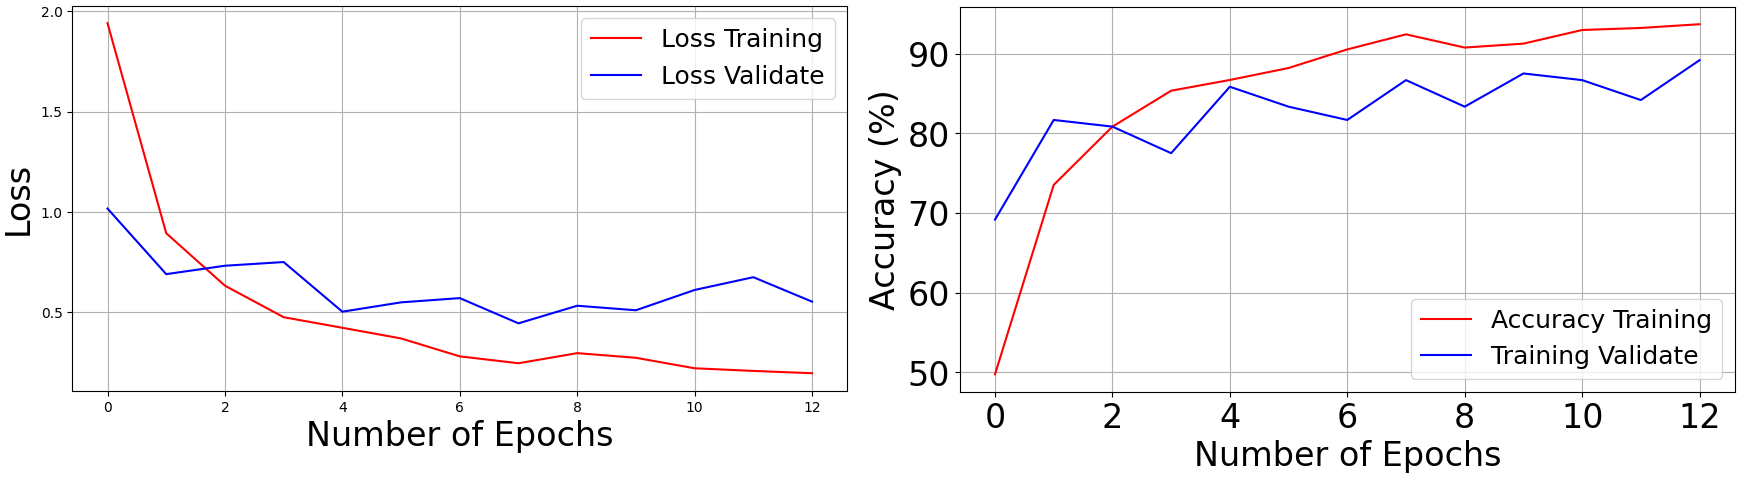 2.0
1.5
1.0
0.5
Loss
0 2 4 6 8 10 12
Number of Epochs
Loss Training
Loss Validate
90
80
70
60
50
Accuracy (%)
0 2 4 6 8 10 12
Number of Epochs
Accuracy Training
Training Validate